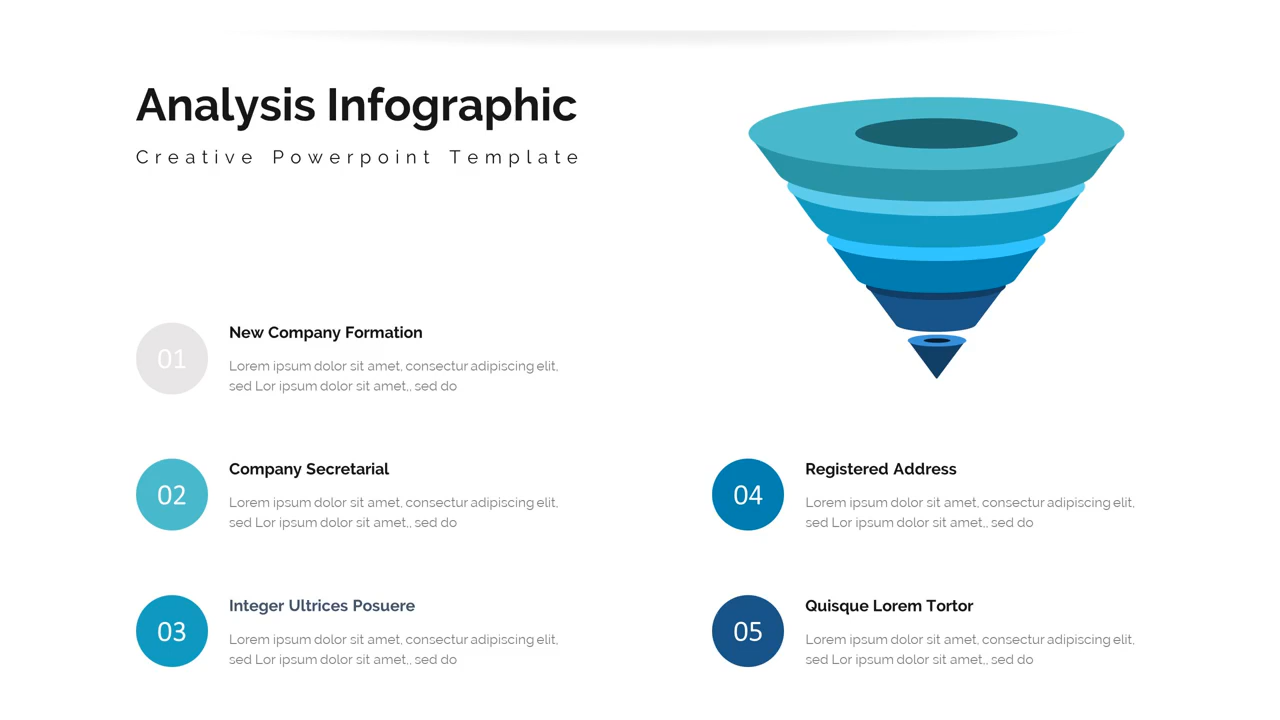 Analysis Infographic
Creative Powerpoint Template
01
New Company Formation
Lorem ipsum dolor sit amet, consectur adipiscing elit,
sed Lor ipsum dolor sit amet,, sed do
02
Company Secretarial
Lorem ipsum dolor sit amet, consectur adipiscing elit,
sed Lor ipsum dolor sit amet,, sed do
03
Integer Ultrices Posuere
Lorem ipsum dolor sit amet, consectur adipiscing elit,
sed Lor ipsum dolor sit amet,, sed do
04
Registered Address
Lorem ipsum dolor sit amet, consectur adipiscing elit,
sed Lor ipsum dolor sit amet,, sed do
05
Quisque Lorem Tortor
Lorem ipsum dolor sit amet, consectur adipiscing elit,
sed Lor ipsum dolor sit amet,, sed do